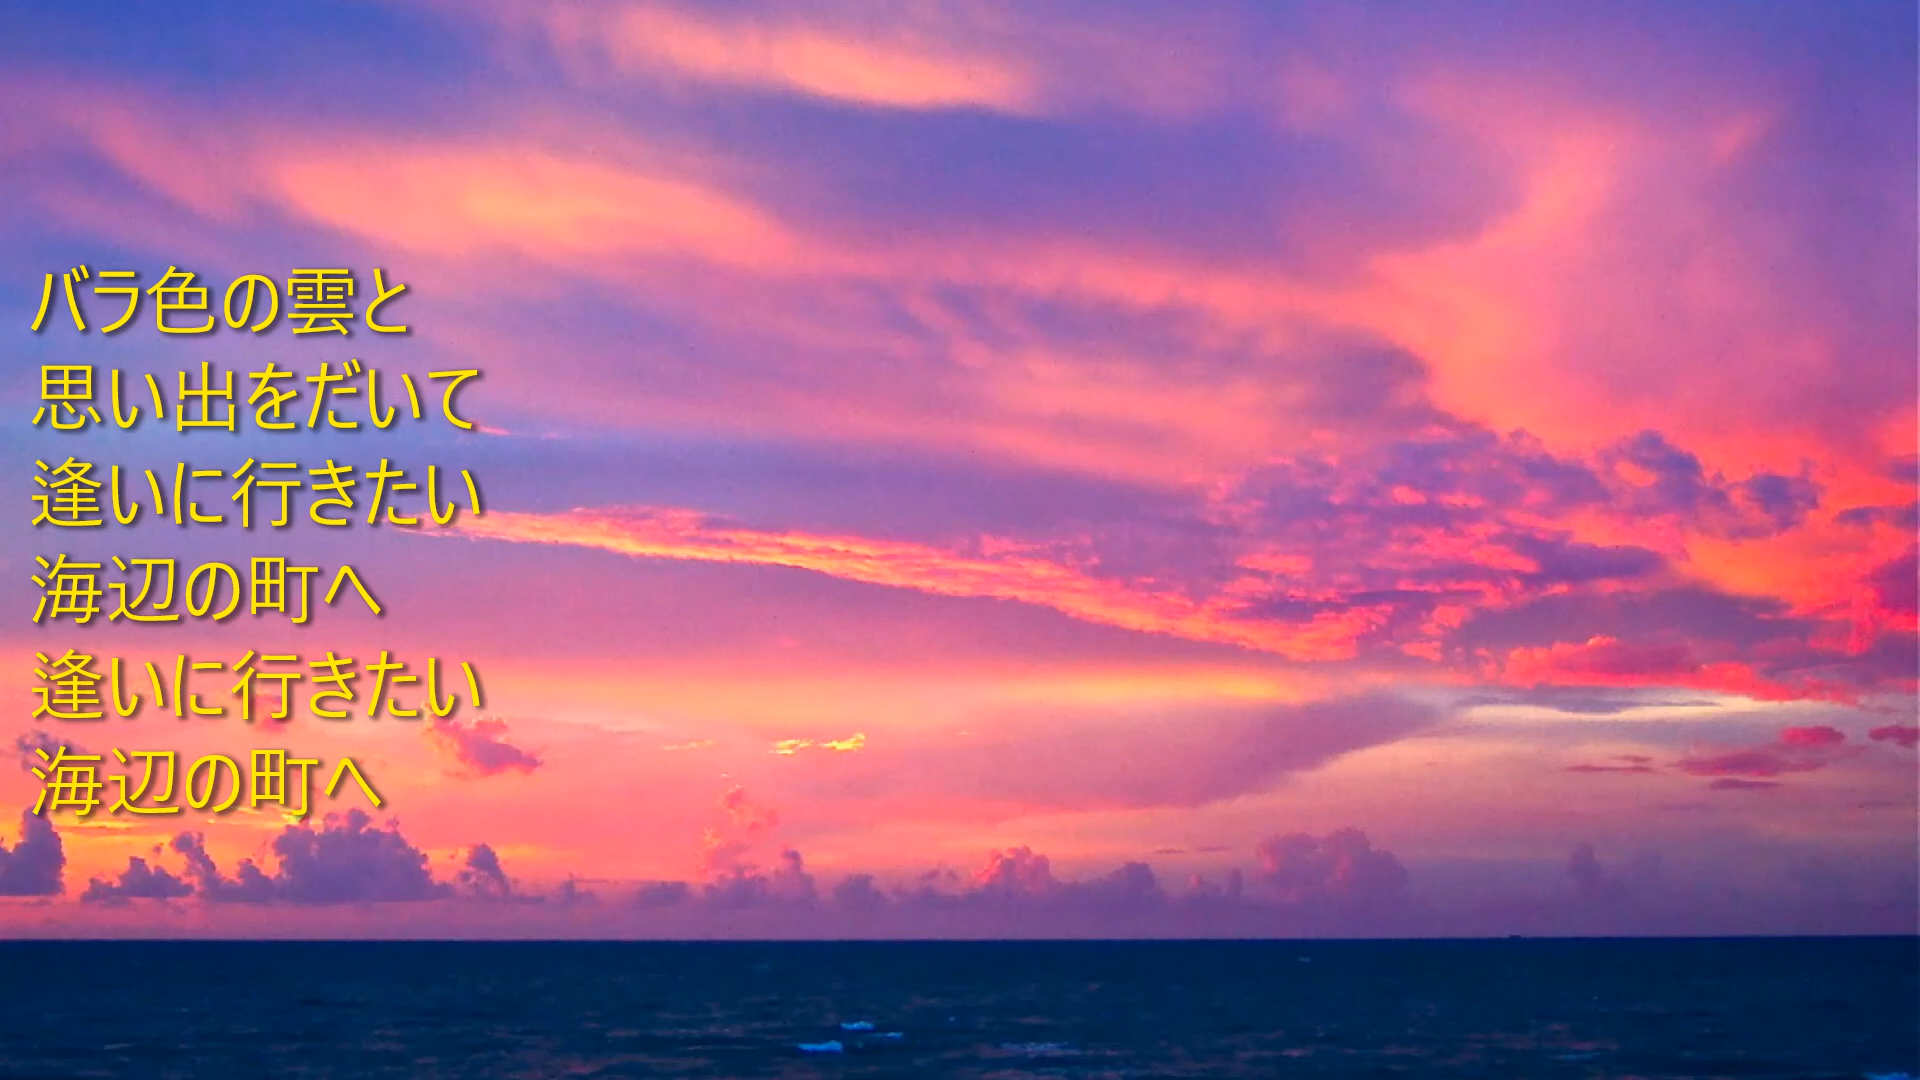 バラ色の雲と
思い出をだいて
逢いに行きたい
海辺の町へ
逢いに行きたい
海辺の町へ